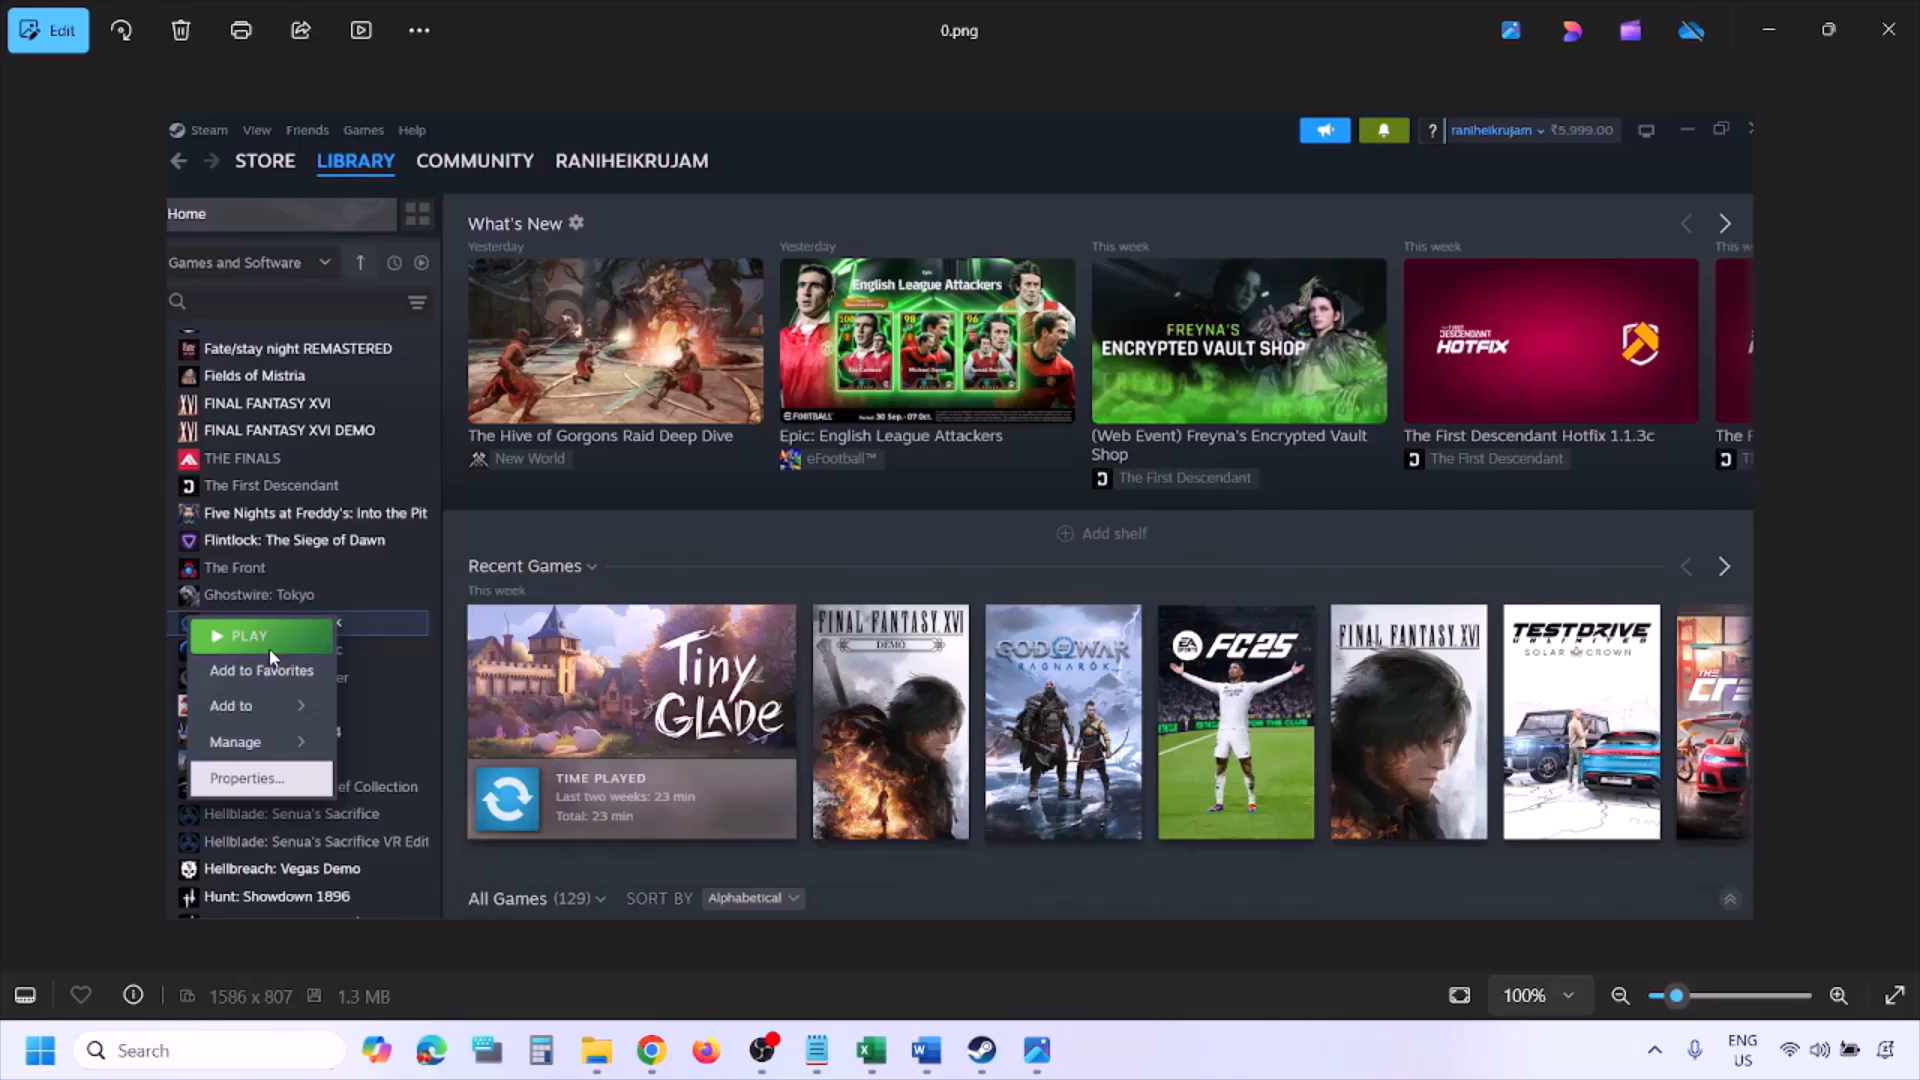 Edit
0.png
Steam View Friends Games Help
raniheikrujam ₹5,999.00
STORE LIBRARY COMMUNITY RANIHEIKRUJAM
Home
Games and Software
What's New
Yesterday
Yesterday
This week
This week
English League Attackers
FREYNA'S
ENCRYPTED VAULT SHOP
THE FIRST
DESCENDANT
HOTFIX
The Hive of Gorgons Raid Deep Dive
New World
Epic: English League Attackers
eFootball™
(Web Event) Freyna's Encrypted Vault
Shop
The First Descendant
The First Descendant Hotfix 1.1.3c
The First Descendant
Fate/stay night REMASTERED
Fields of Mistria
FINAL FANTASY XVI
FINAL FANTASY XVI DEMO
THE FINALS
The First Descendant
Five Nights at Freddy's: Into the Pit
Flintlock: The Siege of Dawn
The Front
Ghostwire: Tokyo
PLAY
Add to Favorites
Add to
Manage
Properties...
ef Collection
Hellblade: Senua's Sacrifice
Hellblade: Senua's Sacrifice VR Edit
Hellbreach: Vegas Demo
Hunt: Showdown 1896
Add shelf
Recent Games
This week
Tiny
GLADE
TIME PLAYED
Last two weeks: 23 min
Total: 23 min
FINAL FANTASY XVI
DEMO
GOD OF WAR
RAGNARÖK
EA SPORTS FC25
FINAL FANTASY XVI
TESTDRIVE
UNLIMITED
SOLAR CROWN
All Games (129) SORT BY Alphabetical
1586 x 807 1.3 MB
100%
Search
ENG
US